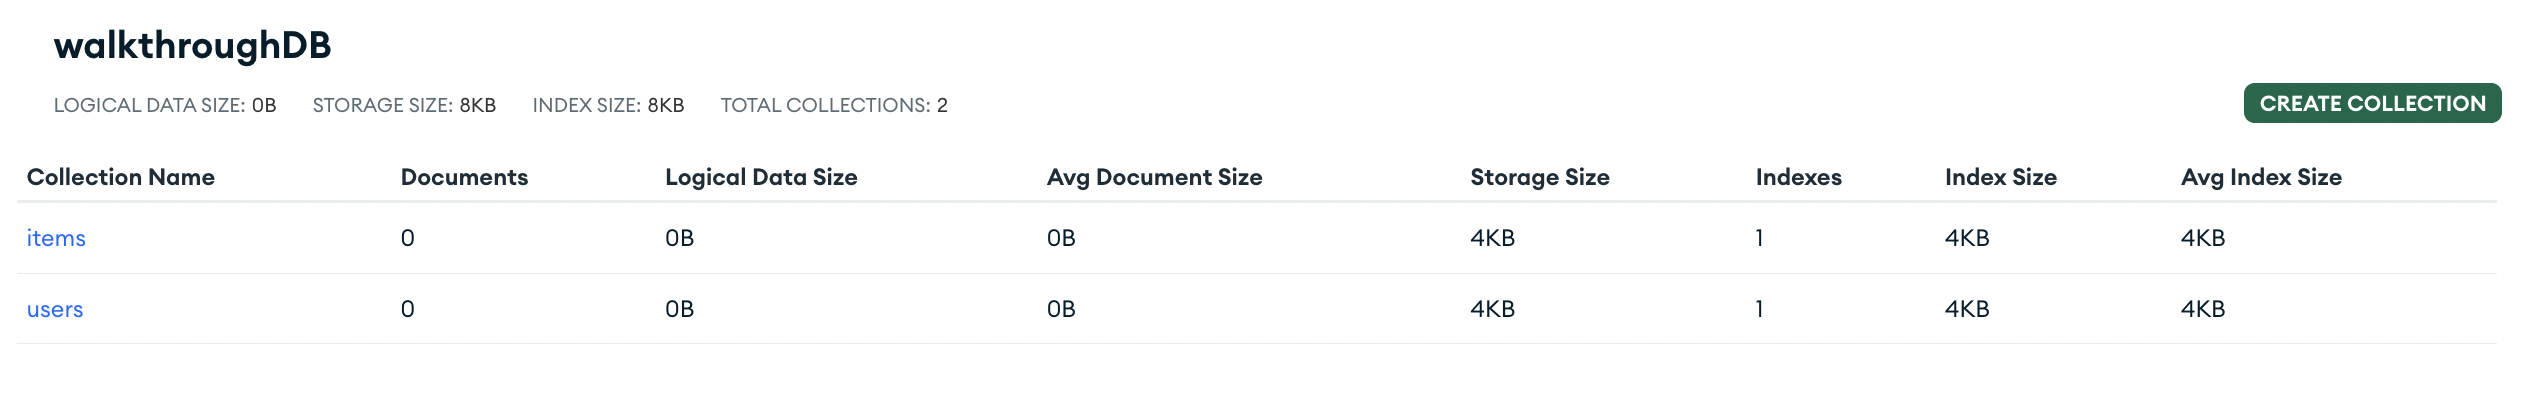 walkthroughDB
LOGICAL DATA SIZE: 0B STORAGE SIZE: 8KB INDEX SIZE: 8KB TOTAL COLLECTIONS: 2
CREATE COLLECTION
Collection Name Documents Logical Data Size Avg Document Size Storage Size Indexes Index Size Avg Index Size
items 0 0B 0B 4KB 1 4KB 4KB
users 0 0B 0B 4KB 1 4KB 4KB